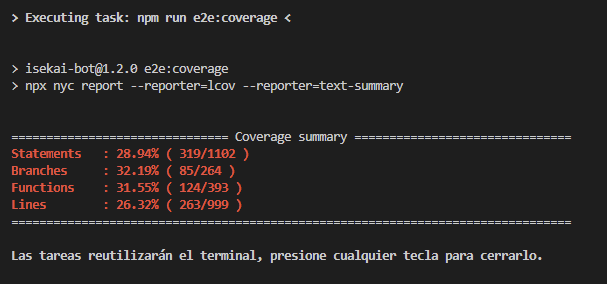 > Executing task: npm run e2e:coverage <
> isekai-bot@1.2.0 e2e:coverage
> npx nyc report --reporter=lcov --reporter=text-summary
=============================== Coverage summary ===============================
Statements   : 28.94% ( 319/1102 )
Branches     : 32.19% ( 85/264 )
Functions    : 31.55% ( 124/393 )
Lines        : 26.32% ( 263/999 )
================================================================================
Las tareas reutilizarán el terminal, presione cualquier tecla para cerrarlo.